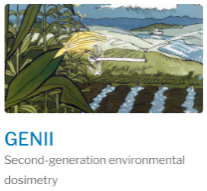 GENII
Second-generation environmental
dosimetry